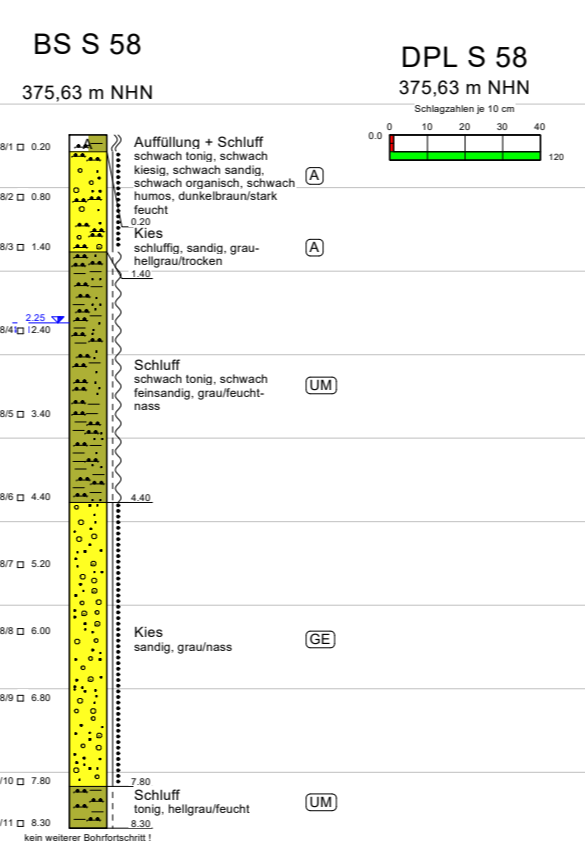 BS S 58
375,63 m NHN
DPL S 58
375,63 m NHN
Schlagzahlen je 10 cm
0 10 20 30 40
0.0
120
8/1 0.20
A
Auffüllung + Schluff
schwach tonig, schwach
kiesig, schwach sandig,
schwach organisch, schwach
humos, dunkelbraun/stark
feucht
A
0.20
8/2 0.80
Kies
schluffig, sandig, grau-
hellgrau/trocken
A
8/3 1.40
1.40
2.25
8/4 2.40
Schluff
schwach tonig, schwach
feinsandig, grau/feucht-
nass
UM
8/5 3.40
8/6 4.40
4.40
8/7 5.20
8/8 6.00
Kies
sandig, grau/nass
GE
8/9 6.80
/10 7.80
7.80
Schluff
tonig, hellgrau/feucht
UM
/11 8.30
8.30
kein weiterer Bohrfortschritt !